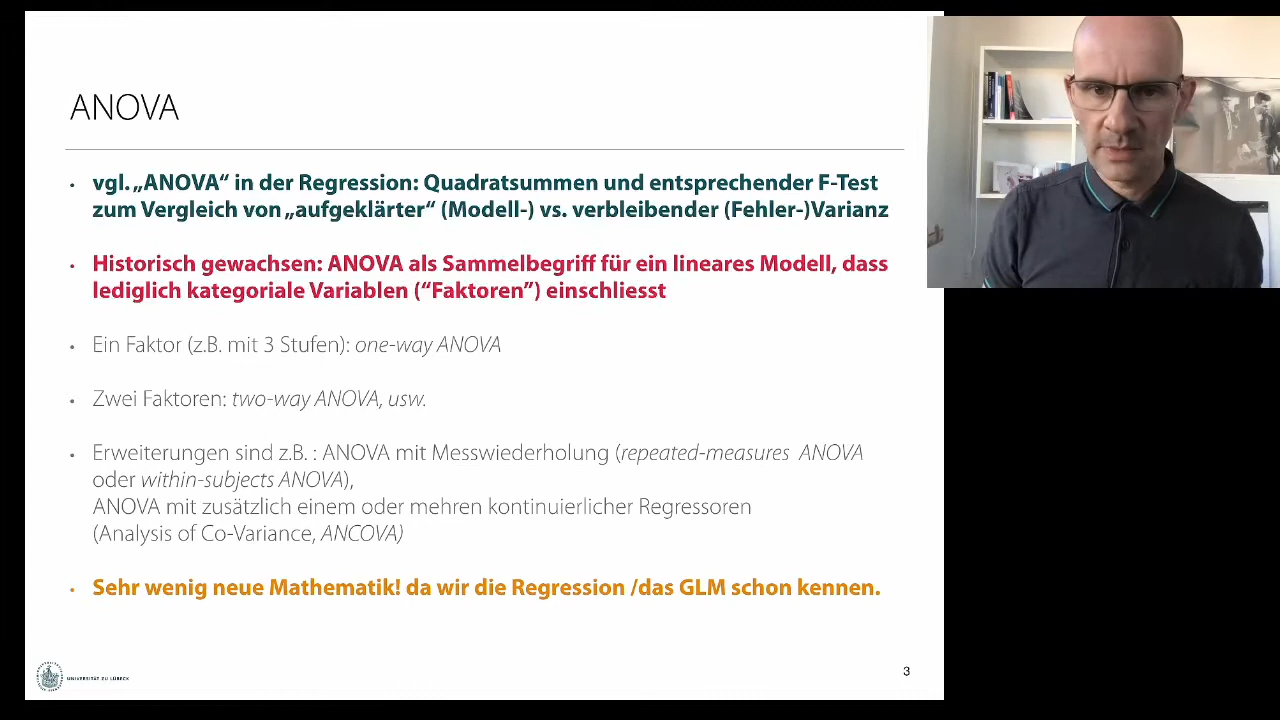 ANOVA
• vgl. „ANOVA“ in der Regression: Quadratsummen und entsprechender F-Test
zum Vergleich von „aufgeklärter“ (Modell-) vs. verbleibender (Fehler-)Varianz
• Historisch gewachsen: ANOVA als Sammelbegriff für ein lineares Modell, dass
lediglich kategoriale Variablen (“Faktoren”) einschliesst
• Ein Faktor (z.B. mit 3 Stufen): one-way ANOVA
• Zwei Faktoren: two-way ANOVA, usw.
• Erweiterungen sind z.B. : ANOVA mit Messwiederholung (repeated-measures ANOVA
oder within-subjects ANOVA),
ANOVA mit zusätzlich einem oder mehren kontinuierlicher Regressoren
(Analysis of Co-Variance, ANCOVA)
• Sehr wenig neue Mathematik! da wir die Regression /das GLM schon kennen.
UNIVERSITÄT ZU LÜBECK
3